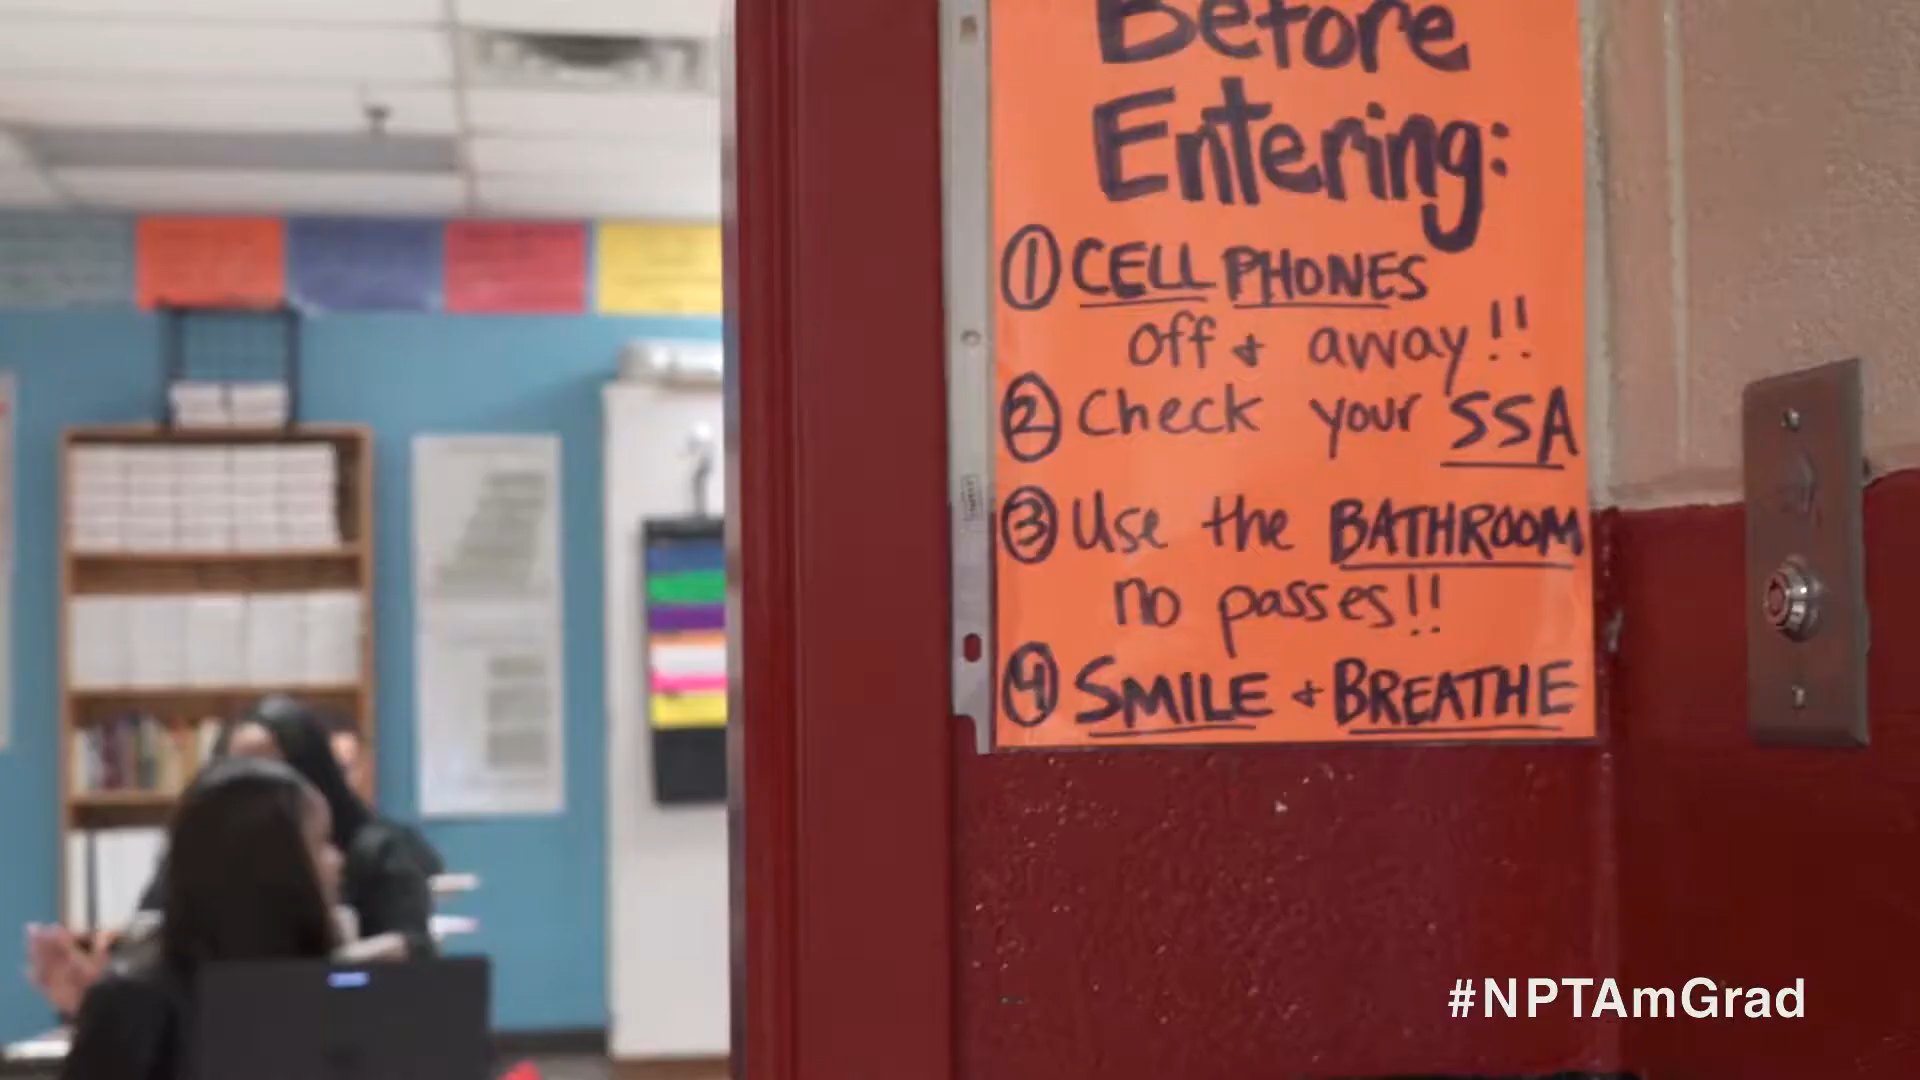 Before
Entering:
1 CELL PHONES
off & away!!
2 Check your SSA
3 Use the BATHROOM
no passes!!
4 SMILE & BREATHE
#NPTAmGrad